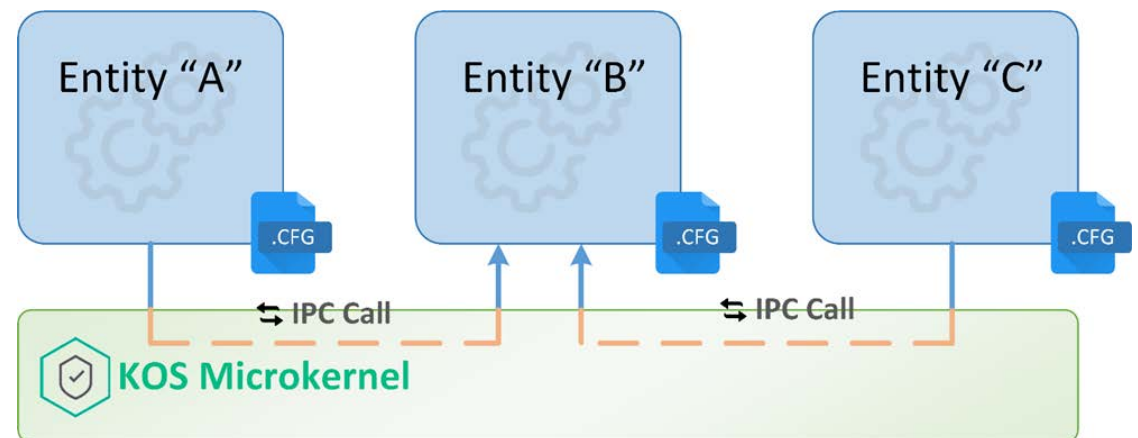 Entity “A”
Entity “B”
Entity “C”
.CFG
.CFG
.CFG
IPC Call
IPC Call
KOS Microkernel